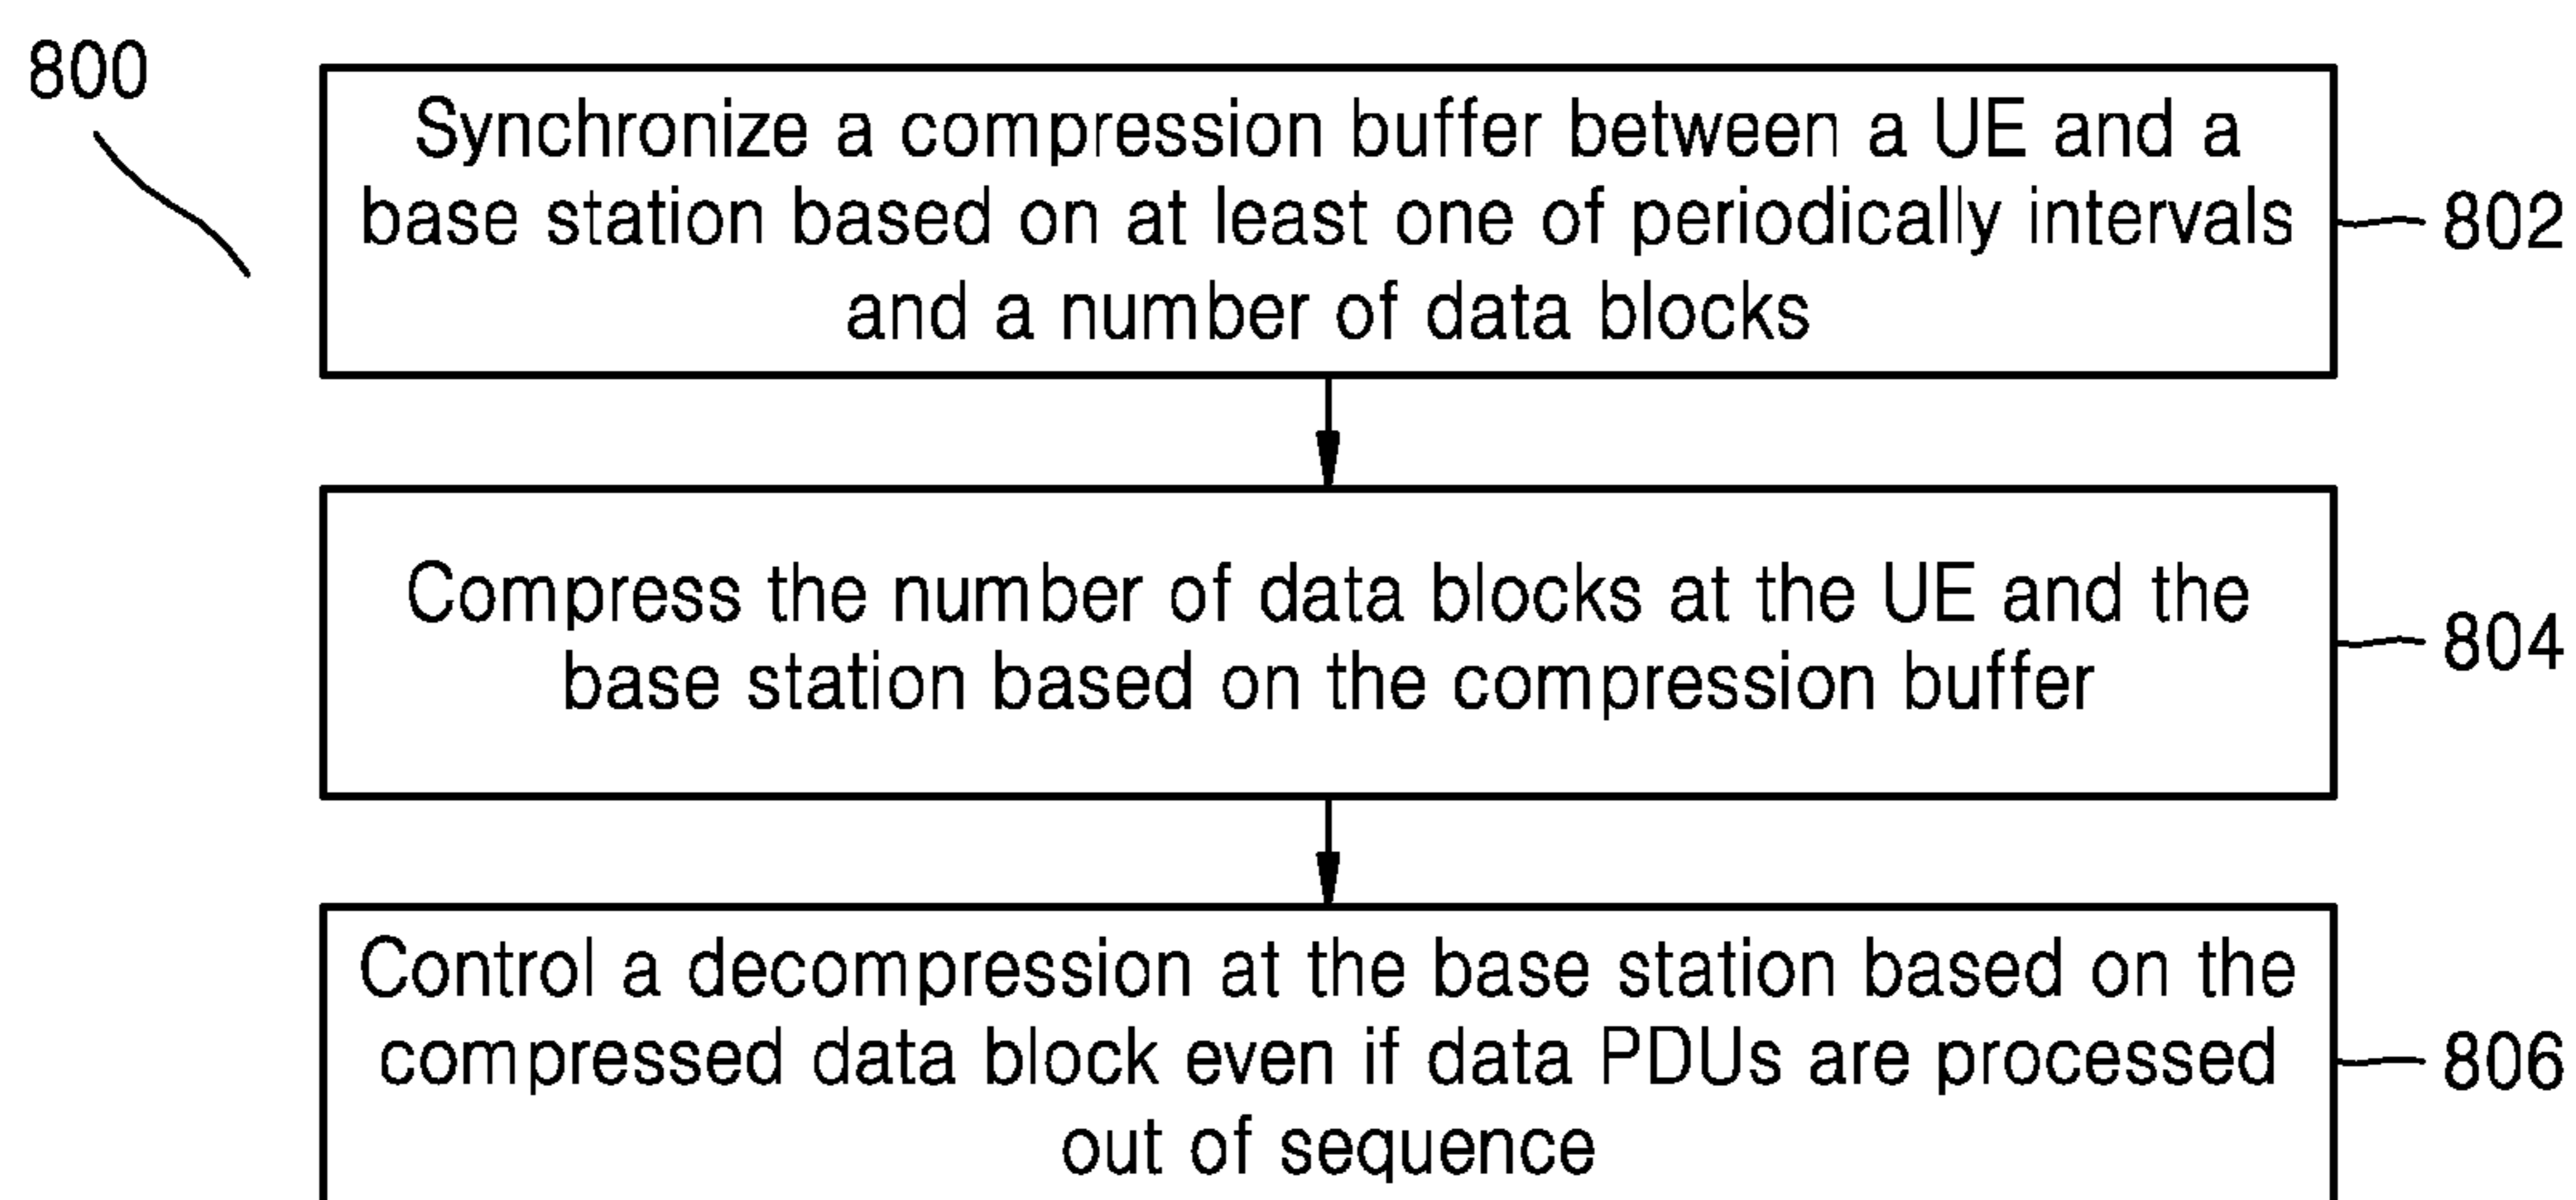 800
Synchronize a compression buffer between a UE and a
base station based on at least one of periodically intervals
and a number of data blocks
802
Compress the number of data blocks at the UE and the
base station based on the compression buffer
804
Control a decompression at the base station based on the
compressed data block even if data PDUs are processed
out of sequence
806